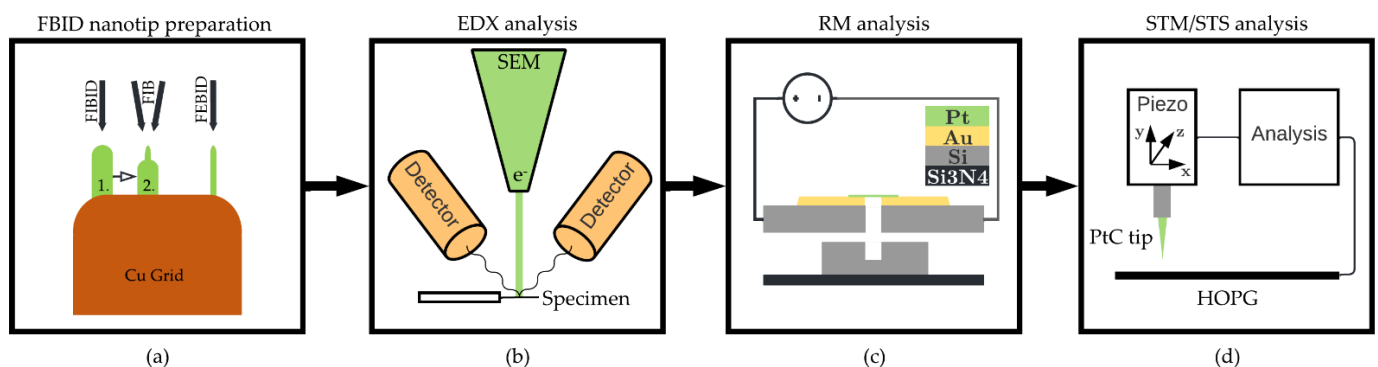 FBID nanotip preparation
FIBID
FIB
FEBID
1.
2.
Cu Grid
(a)
EDX analysis
SEM
e-
Detector
Detector
Specimen
(b)
RM analysis
+ -
Pt
Au
Si
Si3N4
(c)
STM/STS analysis
Piezo
y
z
x
Analysis
PtC tip
HOPG
(d)